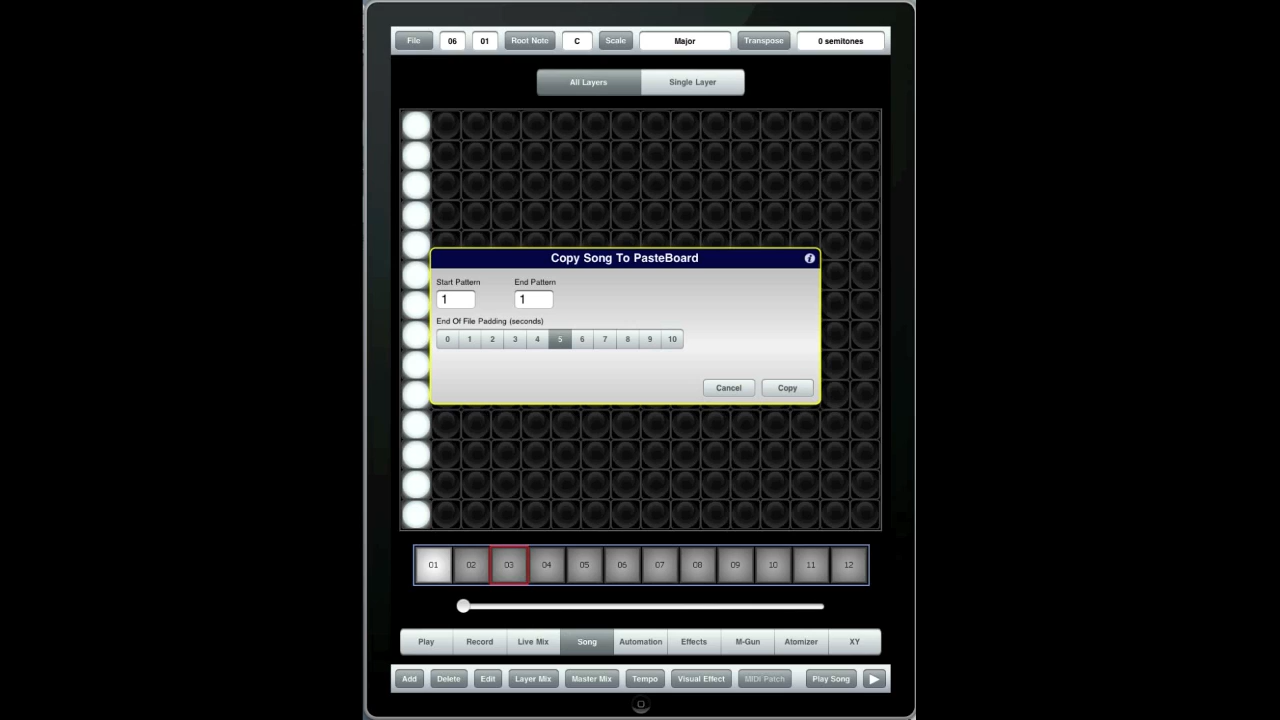 File 06 01 Root Note C Scale Major Transpose 0 semitones
All Layers Single Layer
Copy Song To PasteBoard i
Start Pattern End Pattern
1 1
End Of File Padding (seconds)
0 1 2 3 4 5 6 7 8 9 10
Cancel Copy
01 02 03 04 05 06 07 08 09 10 11 12
Play Record Live Mix Song Automation Effects M-Gun Atomizer XY
Add Delete Edit Layer Mix Master Mix Tempo Visual Effect MIDI Patch Play Song